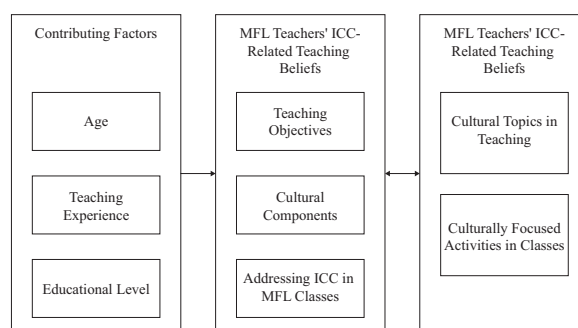 Contributing Factors
Age
Teaching
Experience
Educational Level
MFL Teachers' ICC-
Related Teaching
Beliefs
Teaching
Objectives
Cultural
Components
Addressing ICC in
MFL Classes
MFL Teachers' ICC-
Related Teaching
Beliefs
Cultural Topics in
Teaching
Culturally Focused
Activities in Classes